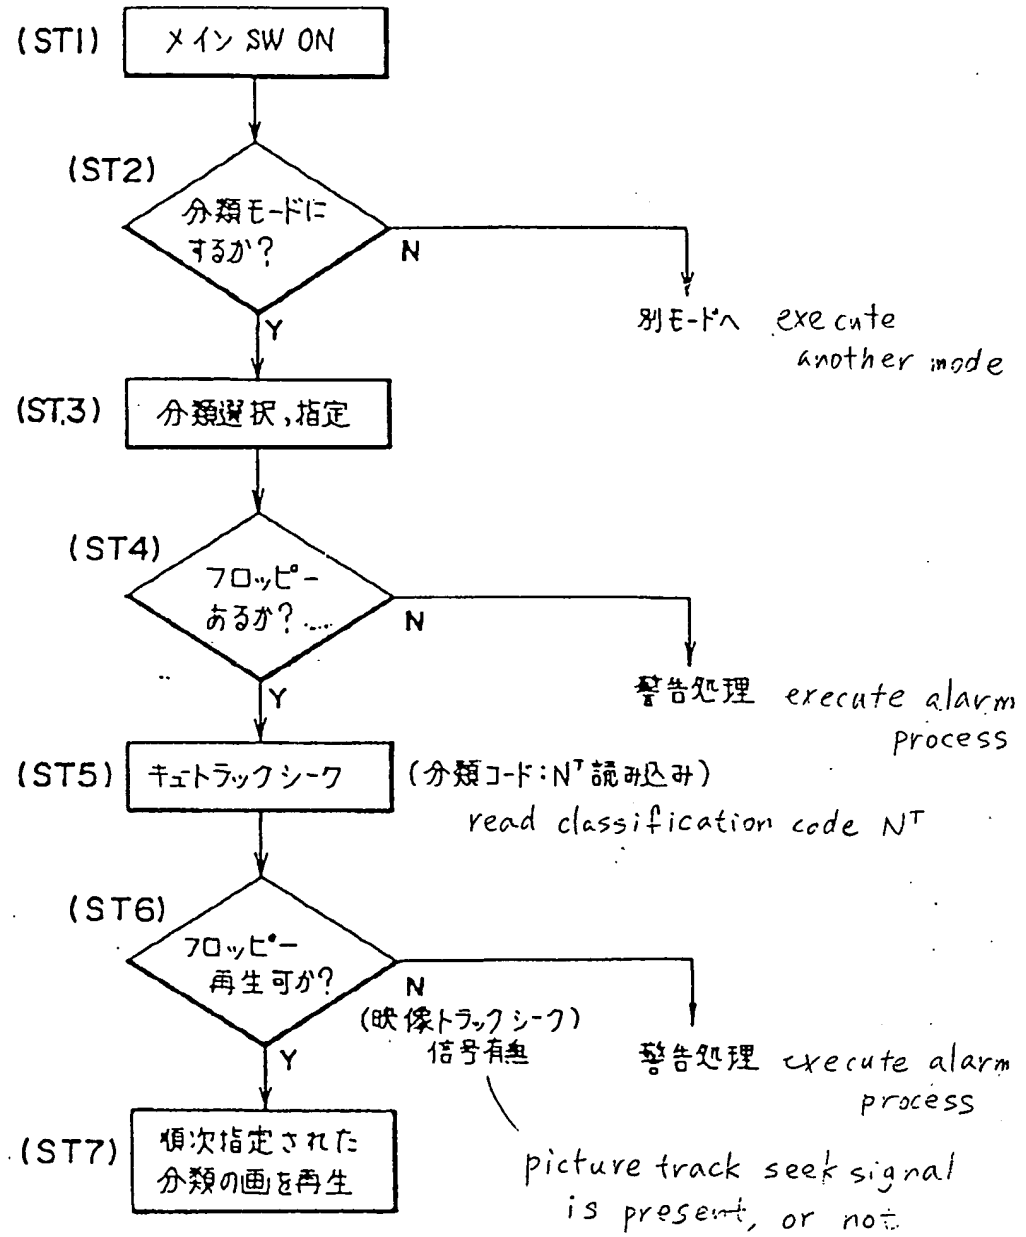 (ST1)
メイン SW ON
(ST2)
分類モードに
するか?
N
Y
別モードへ execute
another mode
(ST3)
分類選択,指定
(ST4)
フロッピー
あるか?
N
Y
警告処理 execute alarm
process
(ST5)
キュトラックシーク
(分類コード:Nᵀ読み込み)
read classification code Nᵀ
(ST6)
フロッピー
再生可か?
N
(映像トラックシーク)
信号有無
Y
警告処理 execute alarm
process
(ST7)
順次指定された
分類の画を再生
picture track seek signal
is present, or not